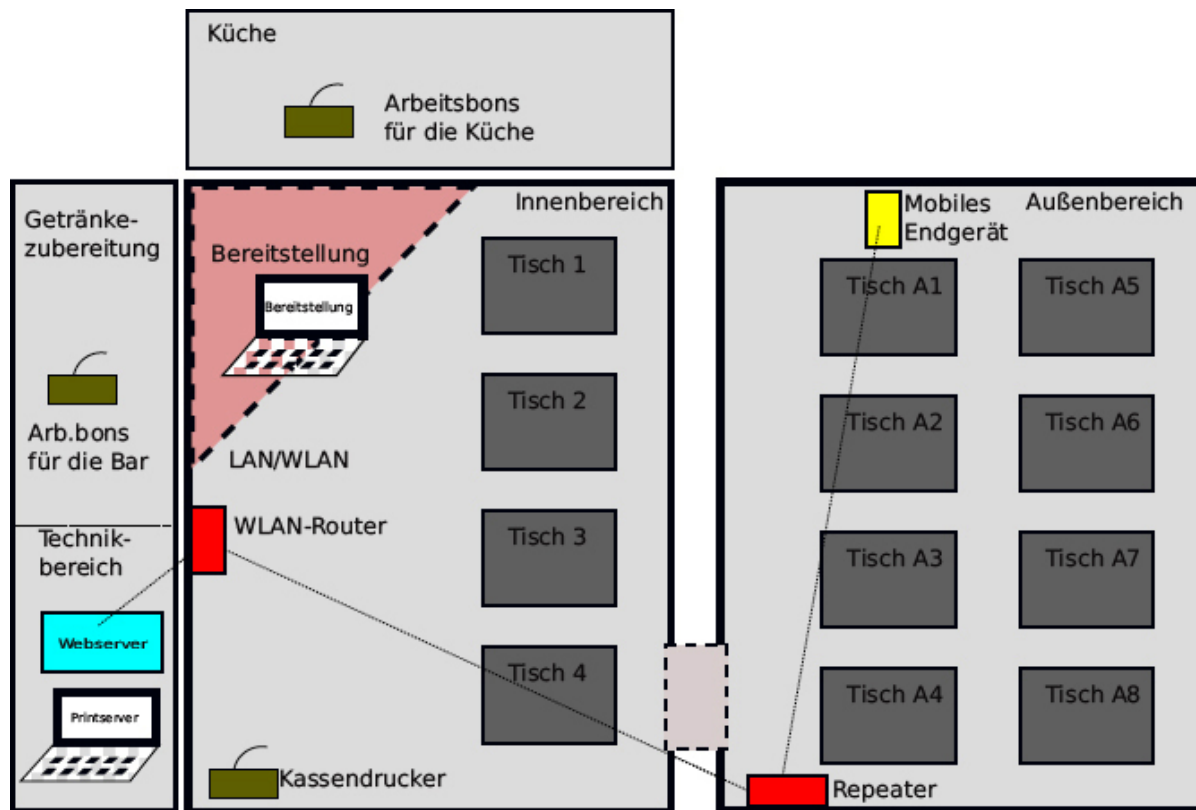 Küche
Arbeitsbons
für die Küche
Getränke-
zubereitung
Arb.bons
für die Bar
Technik-
bereich
Webserver
Printserver
Innenbereich
Bereitstellung
Bereitstellung
LAN/WLAN
WLAN-Router
Kassendrucker
Tisch 1
Tisch 2
Tisch 3
Tisch 4
Mobiles
Endgerät
Außenbereich
Tisch A1
Tisch A5
Tisch A2
Tisch A6
Tisch A3
Tisch A7
Tisch A4
Tisch A8
Repeater